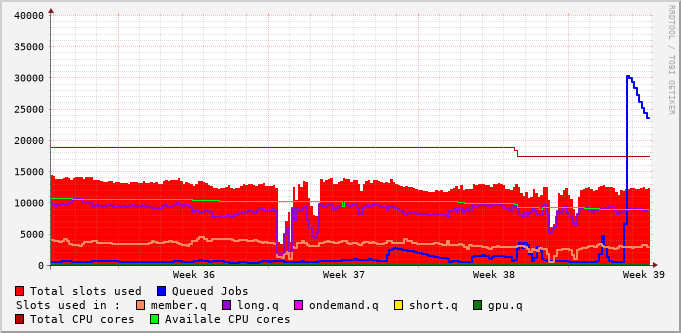 RRDTOOL / TOBI OETIKER
40000
35000
30000
25000
20000
15000
10000
5000
0
Week 36 Week 37 Week 38 Week 39
Total slots used Queued Jobs
Slots used in : member.q long.q ondemand.q short.q gpu.q
Total CPU cores Availale CPU cores